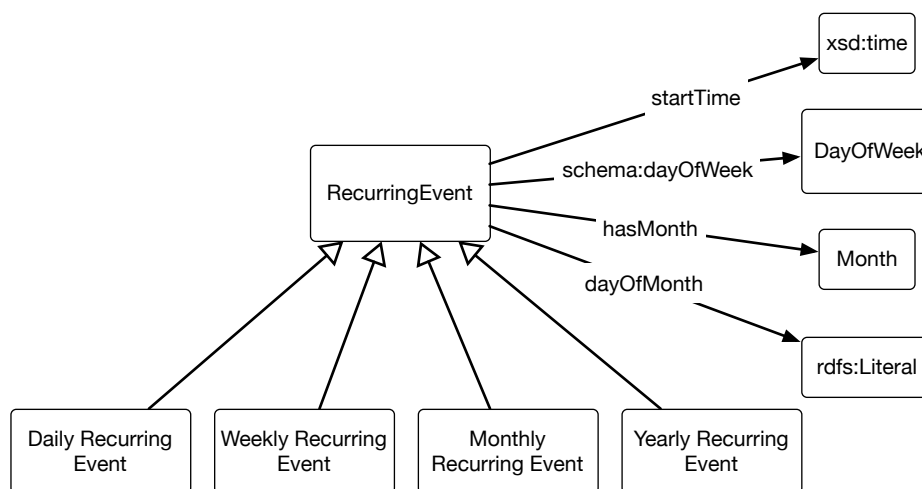 xsd:time
startTime
DayOfWeek
schema:dayOfWeek
RecurringEvent
hasMonth
Month
dayOfMonth
rdfs:Literal
Daily Recurring
Event
Weekly Recurring
Event
Monthly
Recurring Event
Yearly Recurring
Event